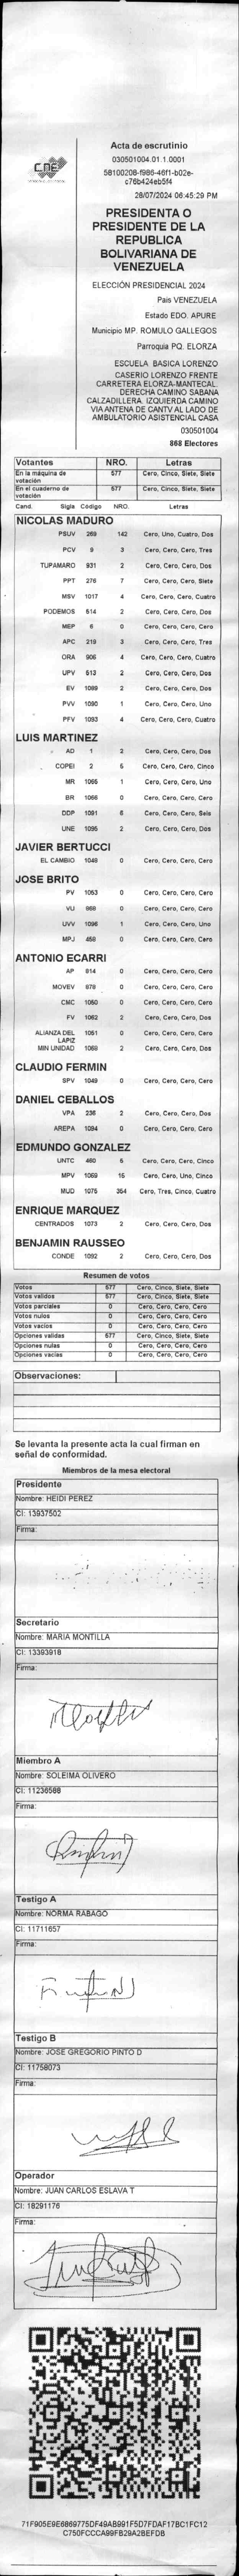 CNE
Acta de escrutinio
030501004.01.1.0001
58100208-f986-46f1-b02e-
c76b424eb5f4
28/07/2024 06:45:29 PM
PRESIDENTA O
PRESIDENTE DE LA
REPUBLICA
BOLIVARIANA DE
VENEZUELA
ELECCIÓN PRESIDENCIAL 2024
Pais VENEZUELA
Estado EDO. APURE
Municipio MP. ROMULO GALLEGOS
Parroquia PQ. ELORZA
ESCUELA BASICA LORENZO
CASERIO LORENZO FRENTE
CARRETERA ELORZA-MANTECAL.
DERECHA CAMINO SABANA
CALZADILLERA. IZQUIERDA CAMINO
VIA ANTENA DE CANTV AL LADO DE
AMBULATORIO ASISTENCIAL CASA
030501004
868 Electores
Votantes NRO. Letras
En la máquina de votación 577 Cero, Cinco, Siete, Siete
En el cuaderno de votación 577 Cero, Cinco, Siete, Siete
Cand. Sigla Código NRO. Letras
NICOLAS MADURO
PSUV 269 142 Cero, Uno, Cuatro, Dos
PCV 9 3 Cero, Cero, Cero, Tres
TUPAMARO 931 2 Cero, Cero, Cero, Dos
PPT 276 7 Cero, Cero, Cero, Siete
MSV 1017 4 Cero, Cero, Cero, Cuatro
PODEMOS 514 2 Cero, Cero, Cero, Dos
MEP 6 0 Cero, Cero, Cero, Cero
APC 219 3 Cero, Cero, Cero, Tres
ORA 906 4 Cero, Cero, Cero, Cuatro
UPV 513 2 Cero, Cero, Cero, Dos
EV 1089 2 Cero, Cero, Cero, Dos
PVV 1090 1 Cero, Cero, Cero, Uno
PFV 1093 4 Cero, Cero, Cero, Cuatro
LUIS MARTINEZ
AD 1 2 Cero, Cero, Cero, Dos
COPEI 2 5 Cero, Cero, Cero, Cinco
MR 1065 1 Cero, Cero, Cero, Uno
BR 1066 0 Cero, Cero, Cero, Cero
DDP 1091 6 Cero, Cero, Cero, Seis
UNE 1095 2 Cero, Cero, Cero, Dos
JAVIER BERTUCCI
EL CAMBIO 1048 0 Cero, Cero, Cero, Cero
JOSE BRITO
PV 1053 0 Cero, Cero, Cero, Cero
VU 968 0 Cero, Cero, Cero, Cero
UVV 1096 1 Cero, Cero, Cero, Uno
MPJ 458 0 Cero, Cero, Cero, Cero
ANTONIO ECARRI
AP 814 0 Cero, Cero, Cero, Cero
MOVEV 878 0 Cero, Cero, Cero, Cero
CMC 1050 0 Cero, Cero, Cero, Cero
FV 1062 2 Cero, Cero, Cero, Dos
ALIANZA DEL LAPIZ 1051 0 Cero, Cero, Cero, Cero
MIN UNIDAD 1069 2 Cero, Cero, Cero, Dos
CLAUDIO FERMIN
SPV 1049 0 Cero, Cero, Cero, Cero
DANIEL CEBALLOS
VPA 236 2 Cero, Cero, Cero, Dos
AREPA 1094 0 Cero, Cero, Cero, Cero
EDMUNDO GONZALEZ
UNTC 460 5 Cero, Cero, Cero, Cinco
MPV 1069 15 Cero, Cero, Uno, Cinco
MUD 1075 354 Cero, Tres, Cinco, Cuatro
ENRIQUE MARQUEZ
CENTRADOS 1073 2 Cero, Cero, Cero, Dos
BENJAMIN RAUSSEO
CONDE 1092 2 Cero, Cero, Cero, Dos
Resumen de votos
Votos 577 Cero, Cinco, Siete, Siete
Votos validos 577 Cero, Cinco, Siete, Siete
Votos parciales 0 Cero, Cero, Cero, Cero
Votos nulos 0 Cero, Cero, Cero, Cero
Votos vacios 0 Cero, Cero, Cero, Cero
Opciones validas 577 Cero, Cinco, Siete, Siete
Opciones nulas 0 Cero, Cero, Cero, Cero
Opciones vacias 0 Cero, Cero, Cero, Cero
Observaciones:
Se levanta la presente acta la cual firman en
señal de conformidad.
Miembros de la mesa electoral
Presidente
Nombre: HEIDI PEREZ
CI: 13937502
Firma:
Secretario
Nombre: MARIA MONTILLA
CI: 13393918
Firma:
Miembro A
Nombre: SOLEIMA OLIVERO
CI: 11236588
Firma:
Testigo A
Nombre: NORMA RABAGO
CI: 11711657
Firma:
Testigo B
Nombre: JOSE GREGORIO PINTO D
CI: 11758073
Firma:
Operador
Nombre: JUAN CARLOS ESLAVA T
CI: 18291176
Firma:
71F905E9E6869775DF49AB991F5D7FDAF17BC1FC12
C750FCCCA99FB29A2BEFDB